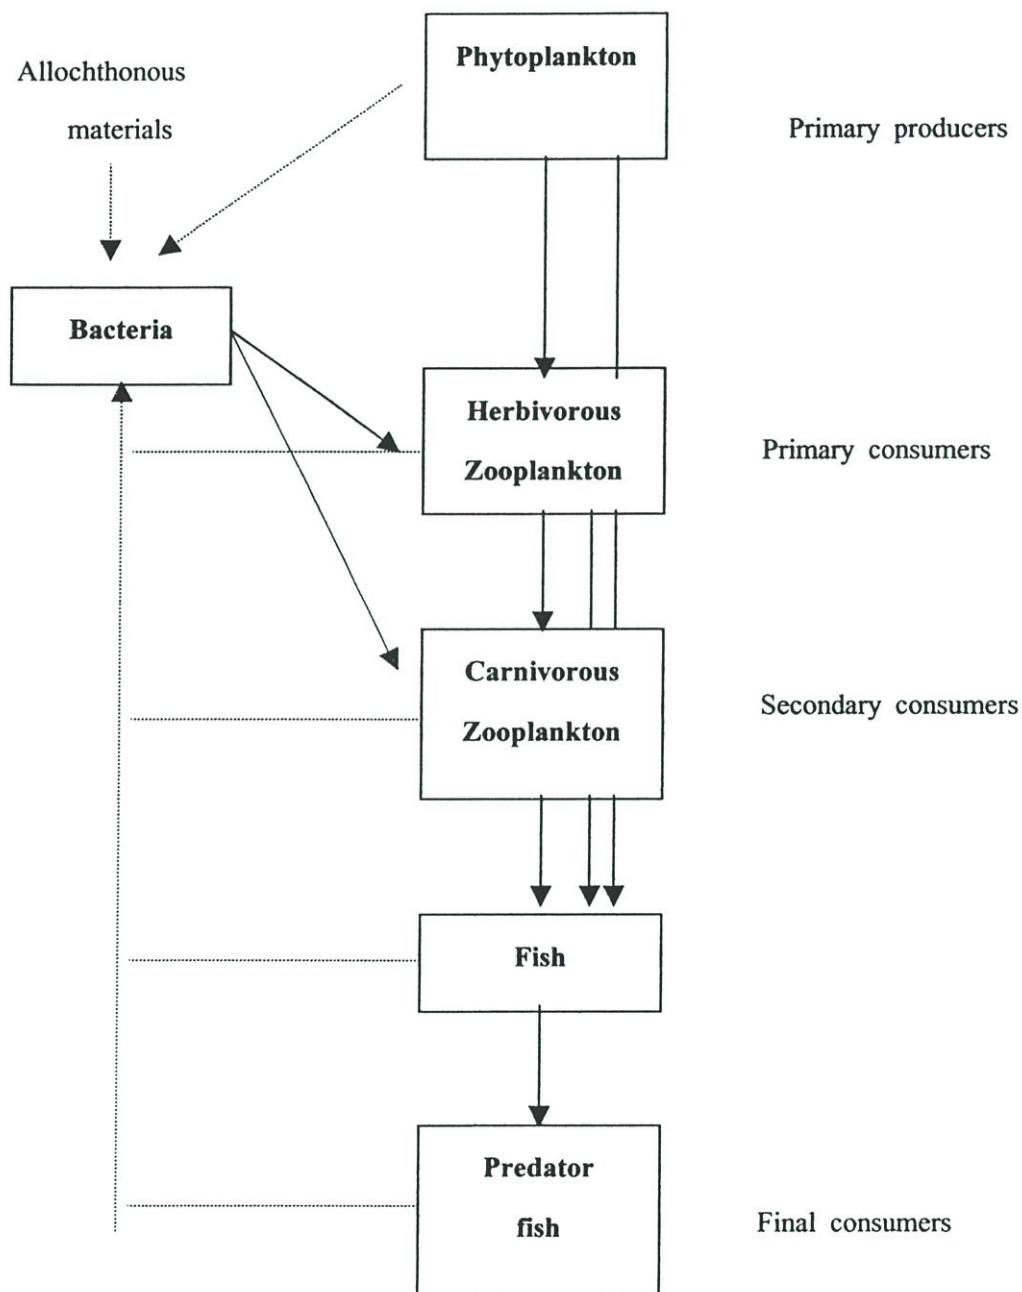 Phytoplankton
Allochthonous
materials
Primary producers
Bacteria
Herbivorous
Zooplankton
Primary consumers
Carnivorous
Zooplankton
Secondary consumers
Fish
Predator
fish
Final consumers